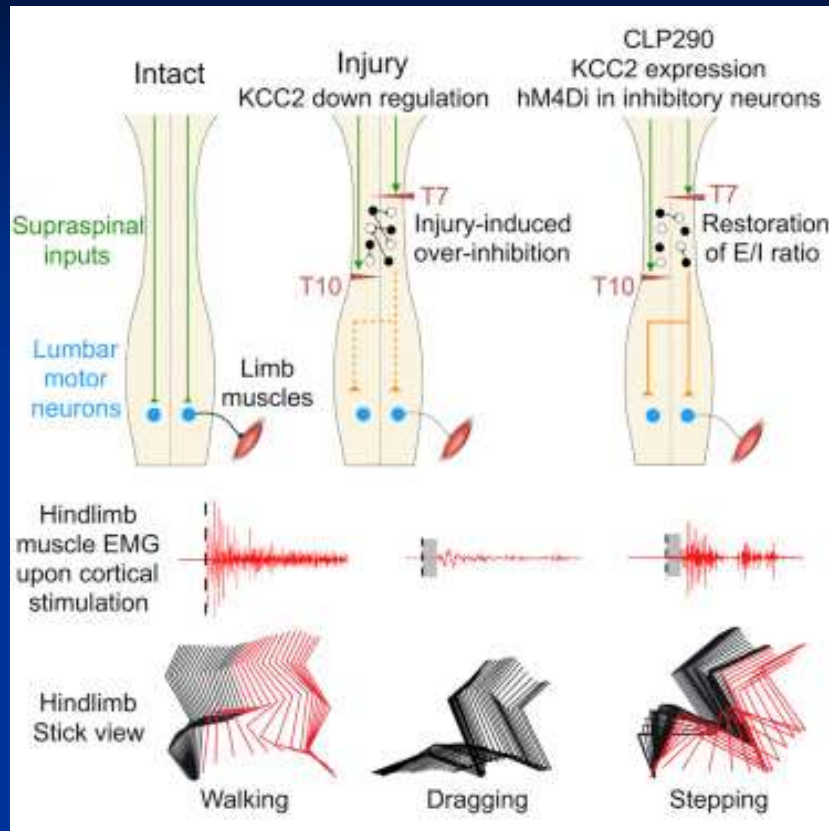 Intact
Injury
KCC2 down regulation
CLP290
KCC2 expression
hM4Di in inhibitory neurons
Supraspinal
inputs
T7
Injury-induced
over-inhibition
T10
T7
Restoration
of E/I ratio
T10
Lumbar
motor
neurons
Limb
muscles
Hindlimb
muscle EMG
upon cortical
stimulation
Hindlimb
Stick view
Walking
Dragging
Stepping